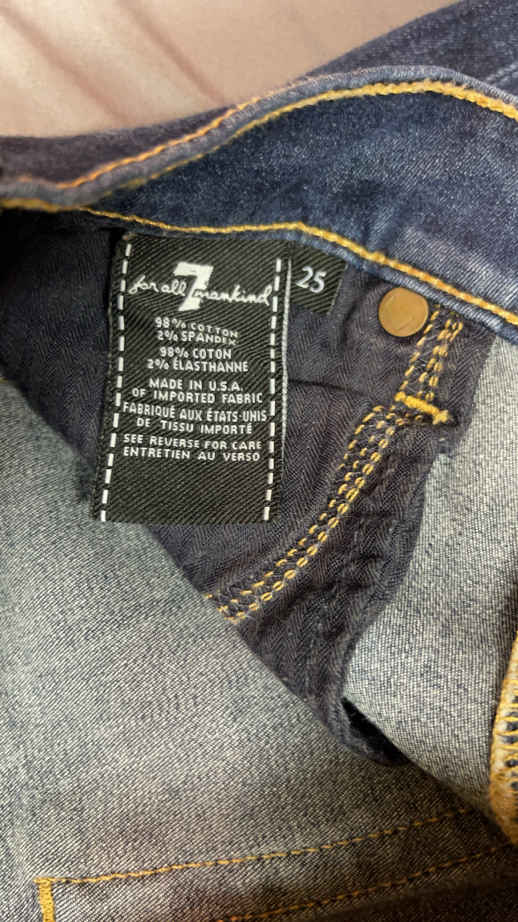 for all 7 mankind
25
98% COTTON
2% SPANDEX
98% COTON
2% ÉLASTHANNE
MADE IN U.S.A.
OF IMPORTED FABRIC
FABRIQUÉ AUX ÉTATS-UNIS
DE TISSU IMPORTÉ
SEE REVERSE FOR CARE
ENTRETIEN AU VERSO